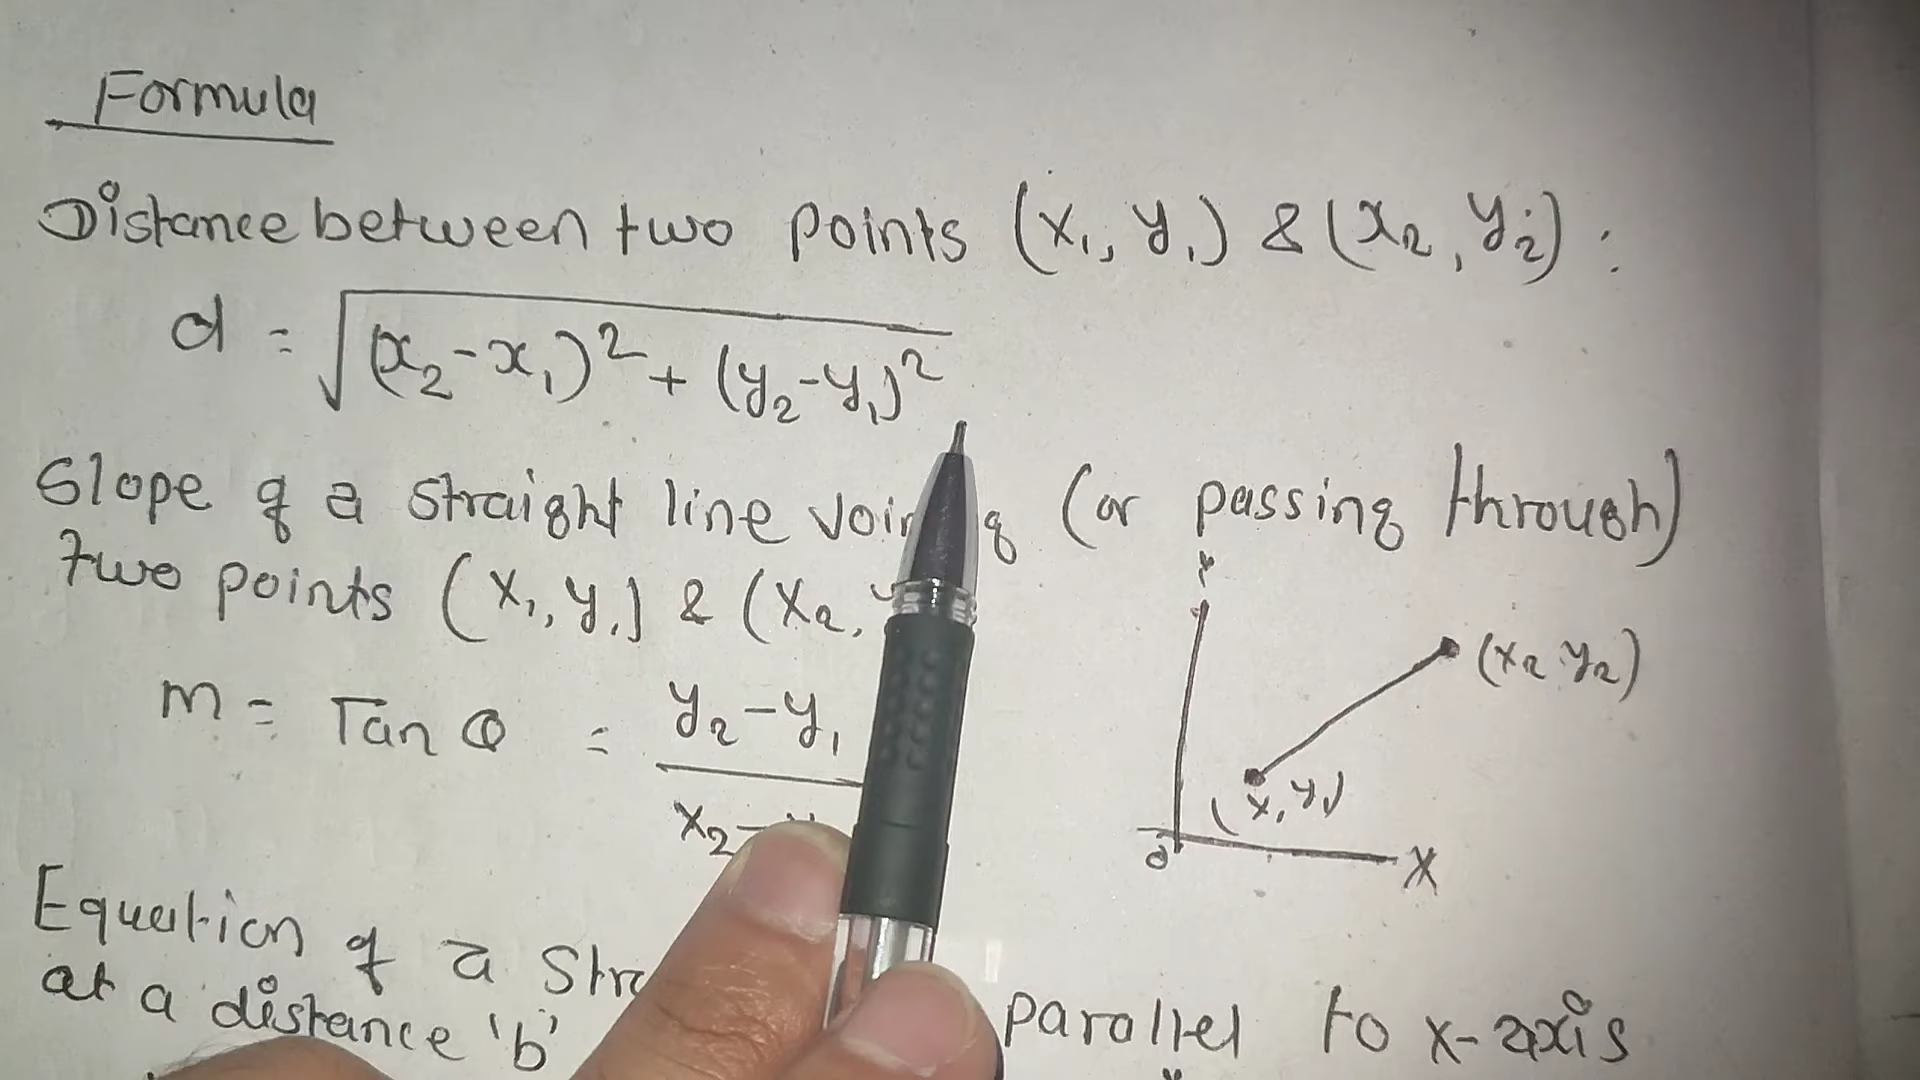 Formula
Distance between two points (x₁, y₁) & (x₂, y₂) :
d = √(x₂-x₁)² + (y₂-y₁)²
Slope of a straight line (or passing through)
two points (x₁, y₁) & (x₂,
m = Tan θ = y₂-y₁
x₂-
Y
(x₂ y₂)
(x, y₁)
o X
Equation of a parallel to x-axis
at a distance 'b'